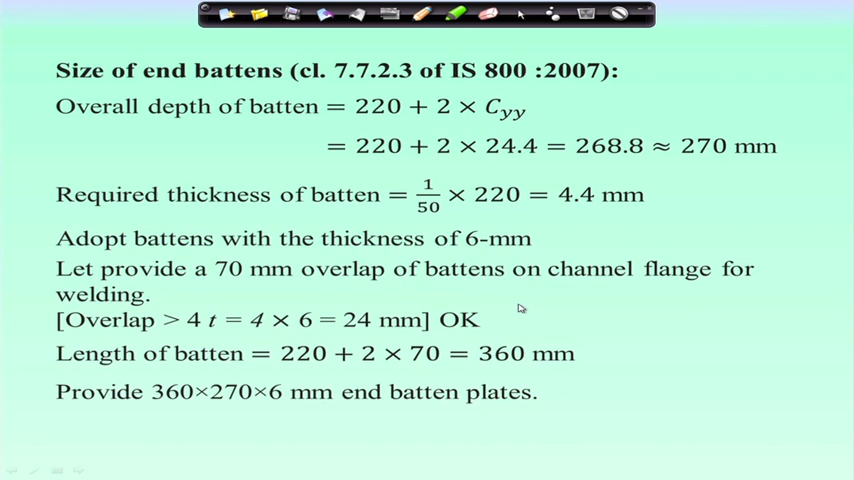 Size of end battens (cl. 7.7.2.3 of IS 800 :2007):
Overall depth of batten = 220 + 2 × C_yy
= 220 + 2 × 24.4 = 268.8 ≈ 270 mm
Required thickness of batten = 1/50 × 220 = 4.4 mm
Adopt battens with the thickness of 6-mm
Let provide a 70 mm overlap of battens on channel flange for
welding.
[Overlap > 4 t = 4 × 6 = 24 mm] OK
Length of batten = 220 + 2 × 70 = 360 mm
Provide 360×270×6 mm end batten plates.